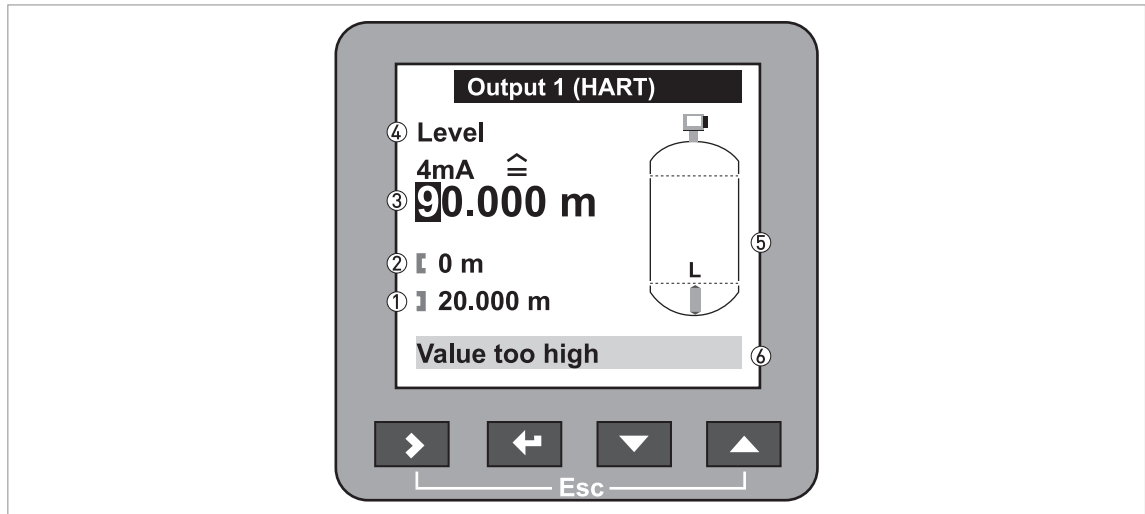 Output 1 (HART)
④ Level
4mA ≙
③ 90.000 m
② [ 0 m
① ] 20.000 m
L
⑤
Value too high
⑥
Esc